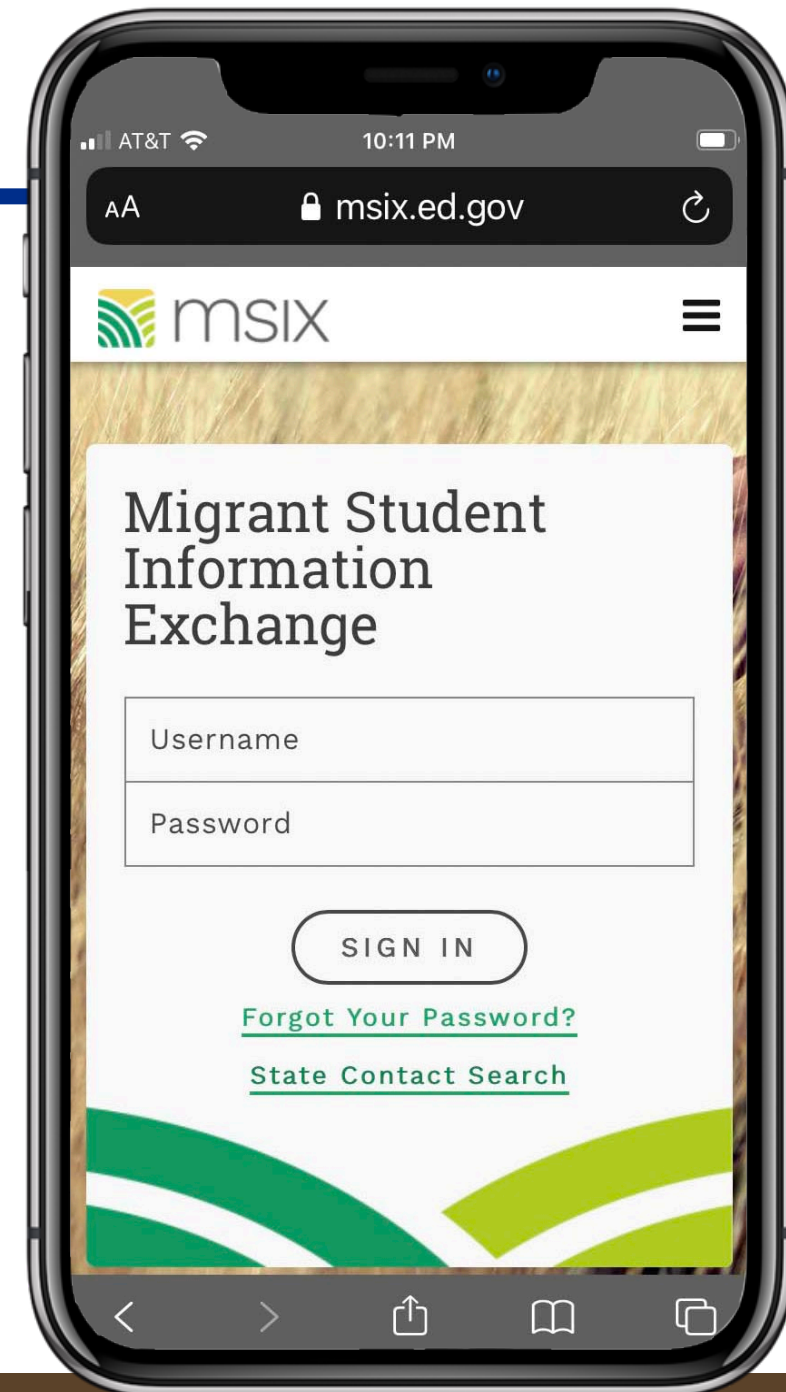 AT&T 10:11 PM
AA msix.ed.gov
msix
Migrant Student
Information
Exchange
Username
Password
SIGN IN
Forgot Your Password?
State Contact Search